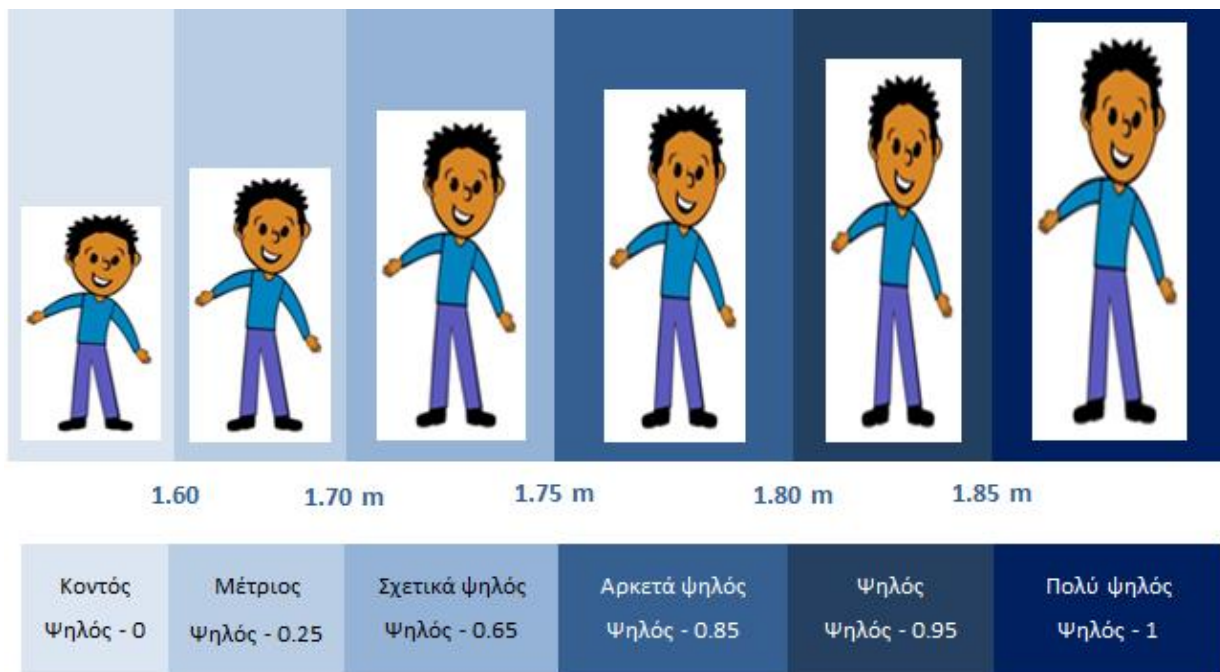 1.60 1.70 m 1.75 m 1.80 m 1.85 m
Κοντός Μέτριος Σχετικά ψηλός Αρκετά ψηλός Ψηλός Πολύ ψηλός
Ψηλός - 0 Ψηλός - 0.25 Ψηλός - 0.65 Ψηλός - 0.85 Ψηλός - 0.95 Ψηλός - 1